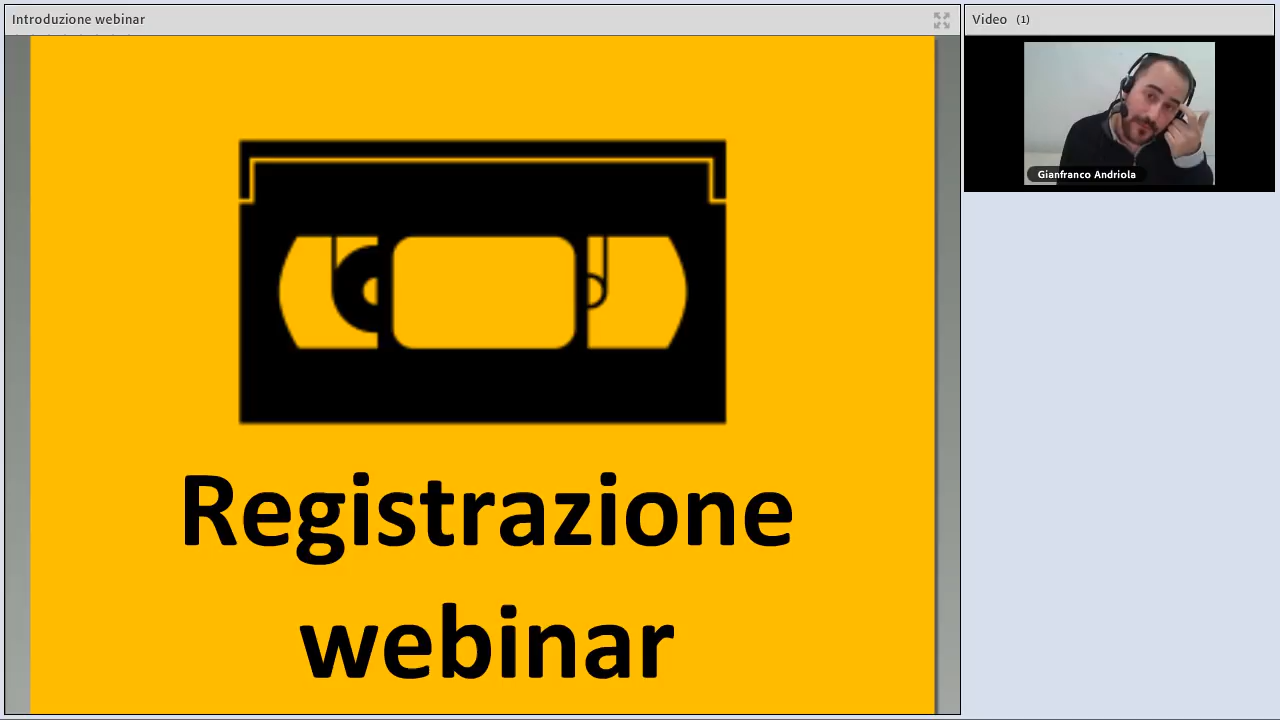 Introduzione webinar
Video (1)
Gianfranco Andriola
Registrazione
webinar